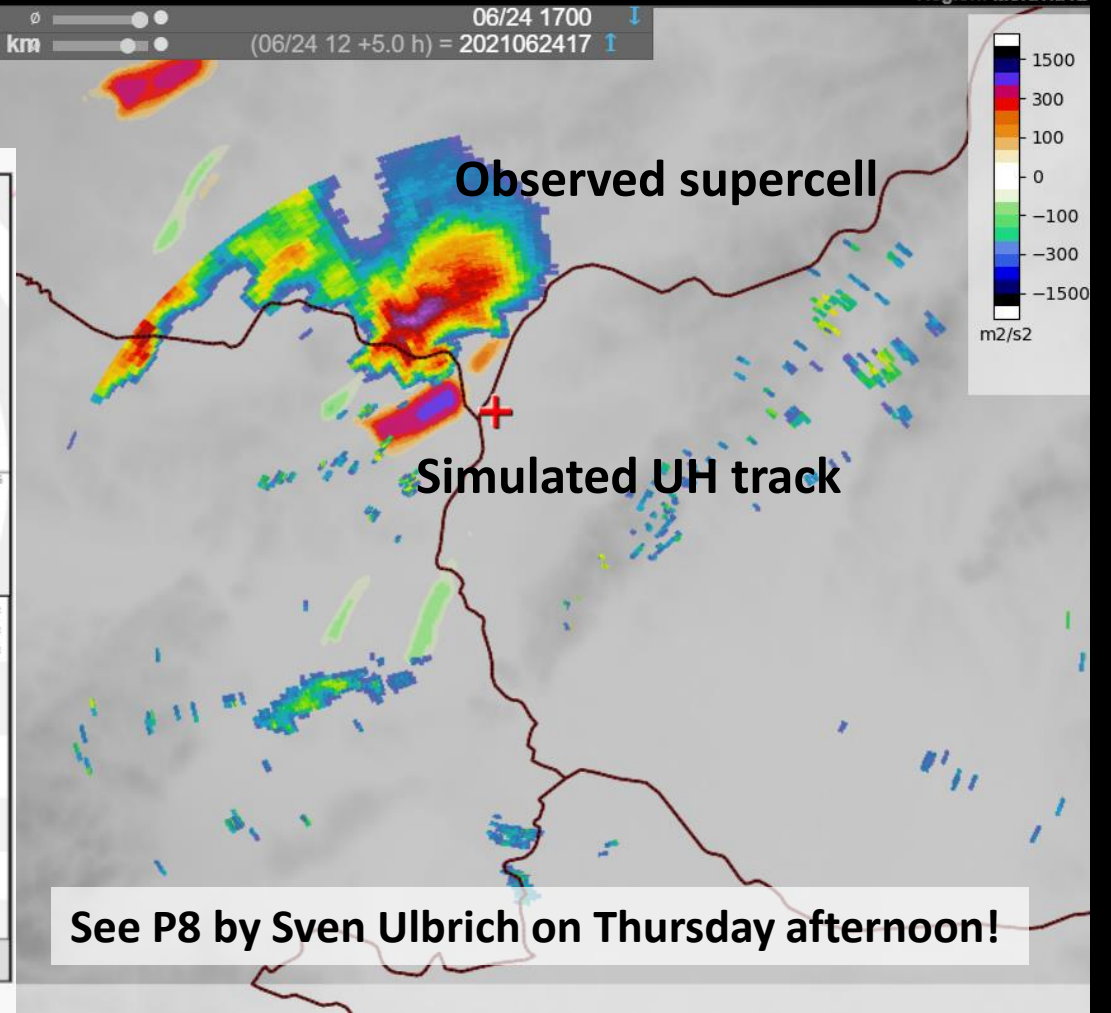 ø
06/24 1700
km
(06/24 12 +5.0 h) = 2021062417
1500
300
100
0
−100
−300
−1500
m2/s2
Observed supercell
Simulated UH track
See P8 by Sven Ulbrich on Thursday afternoon!